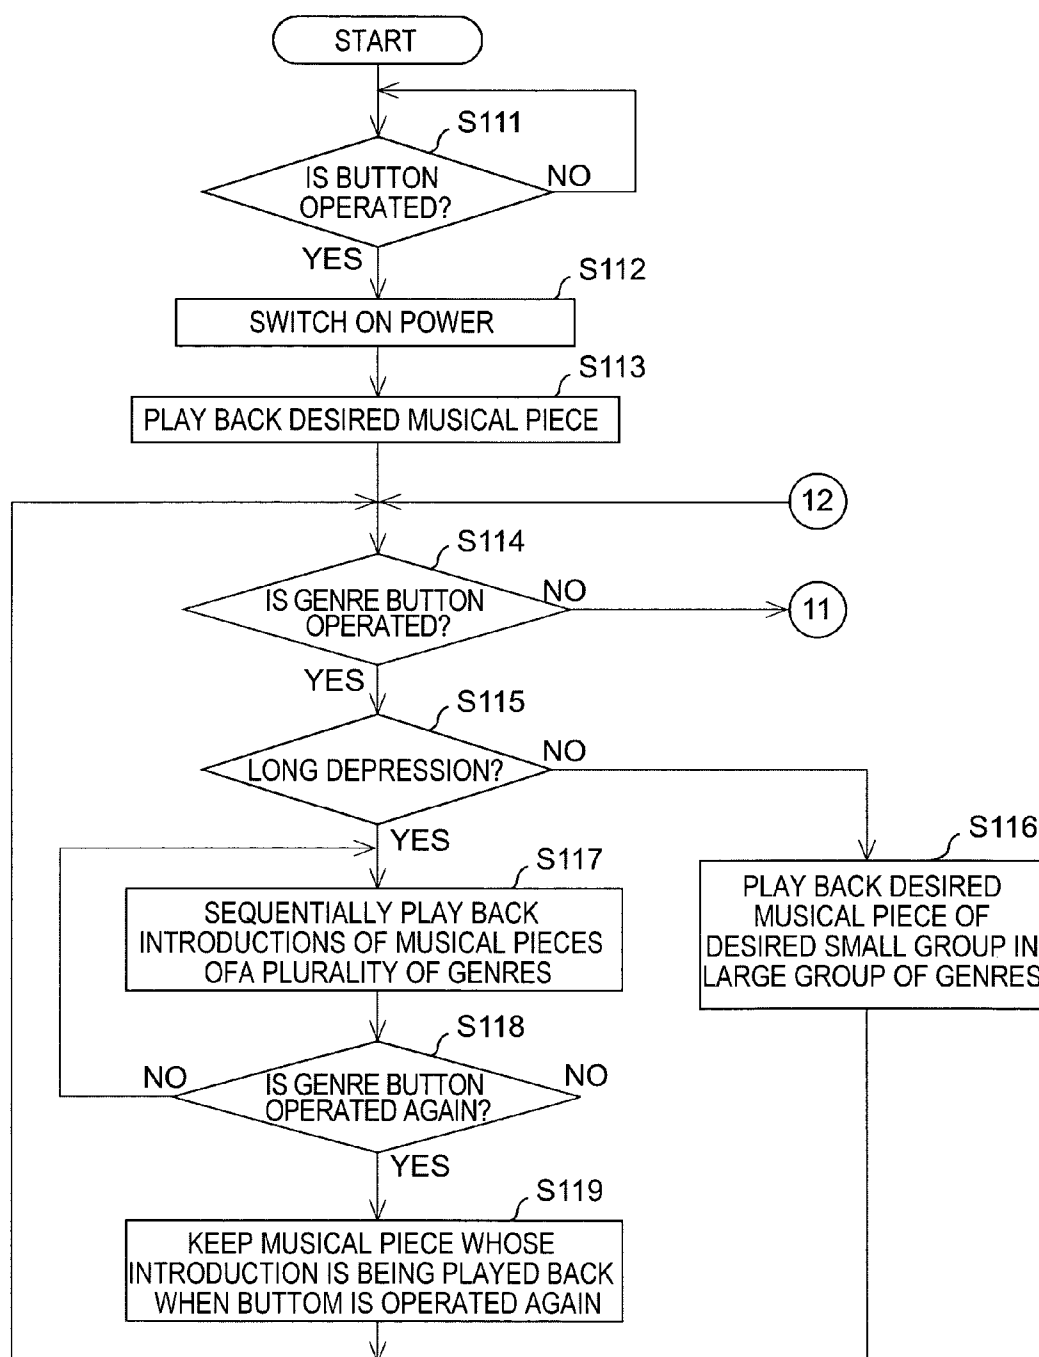 START
S111
IS BUTTON
OPERATED?
NO
YES
S112
SWITCH ON POWER
S113
PLAY BACK DESIRED MUSICAL PIECE
12
S114
IS GENRE BUTTON
OPERATED?
NO
11
YES
S115
LONG DEPRESSION?
NO
YES
S116
PLAY BACK DESIRED
MUSICAL PIECE OF
DESIRED SMALL GROUP IN
LARGE GROUP OF GENRES
S117
SEQUENTIALLY PLAY BACK
INTRODUCTIONS OF MUSICAL PIECES
OFA PLURALITY OF GENRES
S118
NO
IS GENRE BUTTON
OPERATED AGAIN?
NO
YES
S119
KEEP MUSICAL PIECE WHOSE
INTRODUCTION IS BEING PLAYED BACK
WHEN BUTTOM IS OPERATED AGAIN